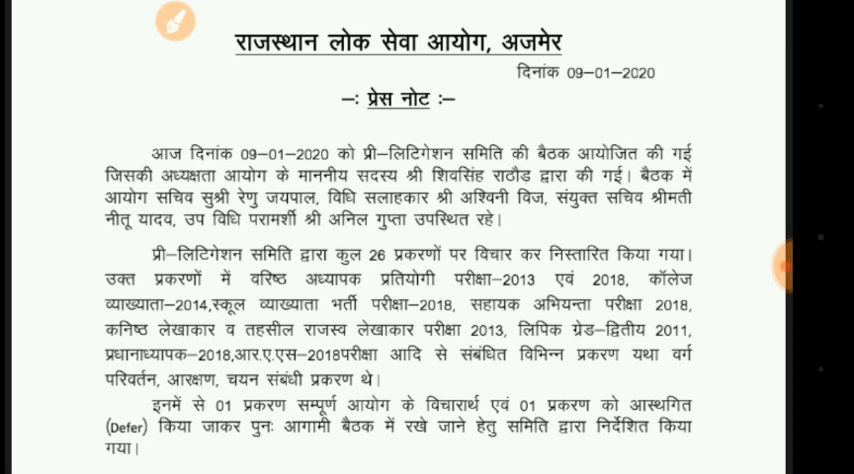 राजस्थान लोक सेवा आयोग, अजमेर
दिनांक 09–01–2020
–: प्रेस नोट :–
आज दिनांक 09–01–2020 को प्री–लिटिगेशन समिति की बैठक आयोजित की गई
जिसकी अध्यक्षता आयोग के माननीय सदस्य श्री शिवसिंह राठौड द्वारा की गई। बैठक में
आयोग सचिव सुश्री रेणु जयपाल, विधि सलाहकार श्री अश्विनी विज, संयुक्त सचिव श्रीमती
नीतू यादव, उप विधि परामर्शी श्री अनिल गुप्ता उपस्थित रहे।
प्री–लिटिगेशन समिति द्वारा कुल 26 प्रकरणों पर विचार कर निस्तारित किया गया।
उक्त प्रकरणों में वरिष्ठ अध्यापक प्रतियोगी परीक्षा–2013 एवं 2018, कॉलेज
व्याख्याता–2014,स्कूल व्याख्याता भर्ती परीक्षा–2018, सहायक अभियन्ता परीक्षा 2018,
कनिष्ठ लेखाकार व तहसील राजस्व लेखाकार परीक्षा 2013, लिपिक ग्रेड–द्वितीय 2011,
प्रधानाध्यापक–2018,आर.ए.एस–2018परीक्षा आदि से संबंधित विभिन्न प्रकरण यथा वर्ग
परिवर्तन, आरक्षण, चयन संबंधी प्रकरण थे।
इनमें से 01 प्रकरण सम्पूर्ण आयोग के विचारार्थ एवं 01 प्रकरण को आस्थगित
(Defer) किया जाकर पुनः आगामी बैठक में रखे जाने हेतु समिति द्वारा निर्देशित किया
गया।